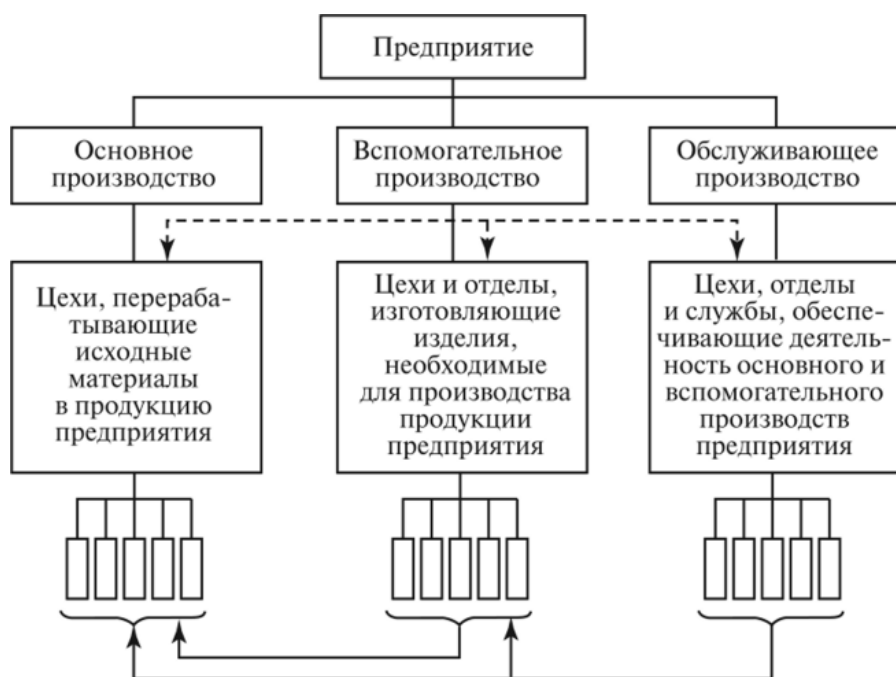 Предприятие
Основное
производство
Вспомогательное
производство
Обслуживающее
производство
Цехи, перераба-
тывающие
исходные
материалы
в продукцию
предприятия
Цехи и отделы,
изготовляющие
изделия,
необходимые
для производства
продукции
предприятия
Цехи, отделы
и службы, обеспе-
чивающие деятель-
ность основного и
вспомогательного
производств
предприятия